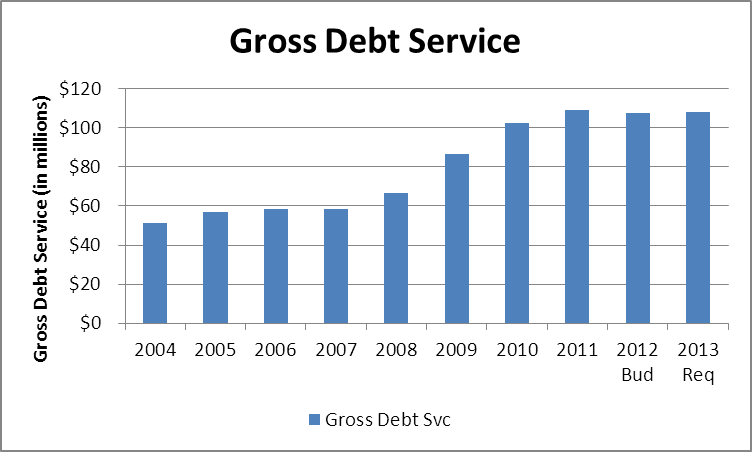 Gross Debt Service
Gross Debt Service (in millions)
$120
$100
$80
$60
$40
$20
$0
2004 2005 2006 2007 2008 2009 2010 2011 2012 2013
Bud Req
Gross Debt Svc